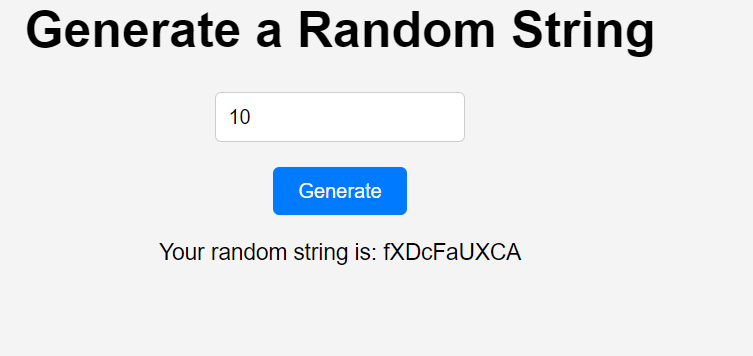 Generate a Random String
10
Generate
Your random string is: fXDcFaUXCA